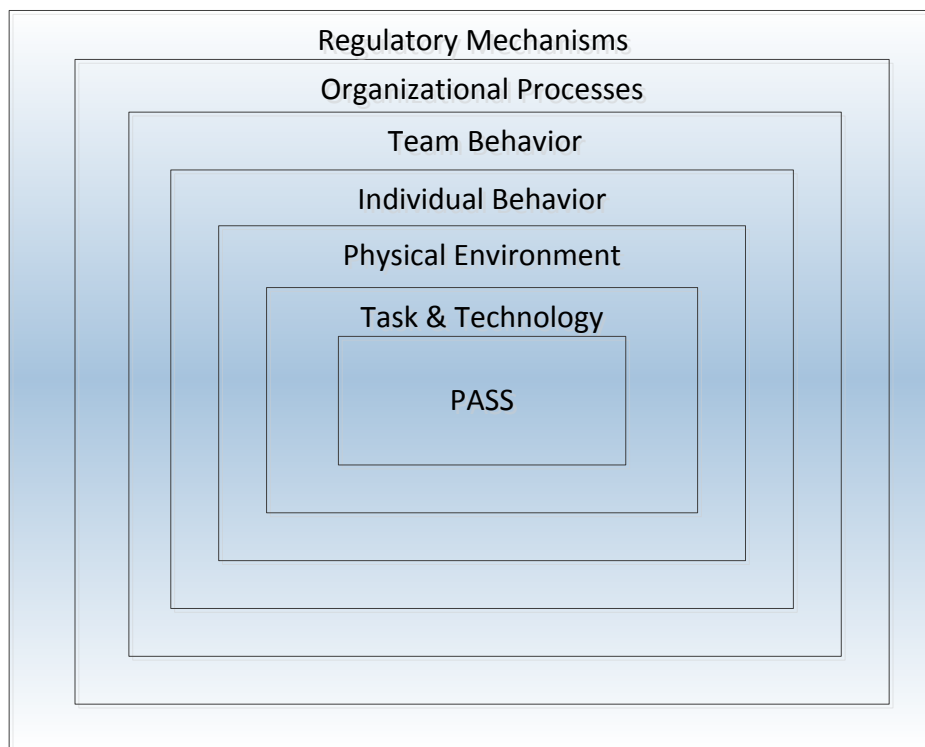 Regulatory Mechanisms
Organizational Processes
Team Behavior
Individual Behavior
Physical Environment
Task & Technology
PASS